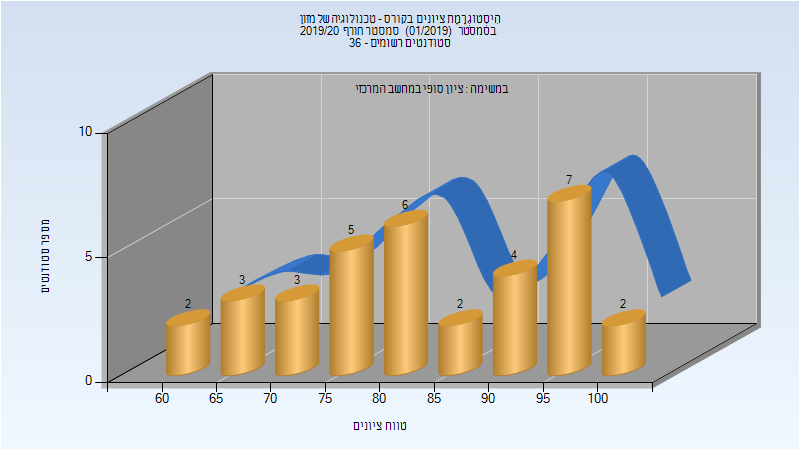 היסטוגרמת ציונים בקורס - טכנולוגיה של מזון
בסמסטר (01/2019) סמסטר חורף 2019/20
סטודנטים רשומים - 36
במשימה : ציון סופי במחשב המרכזי
מספר סטודנטים
10
5
0
2
3
3
5
6
2
4
7
2
60 65 70 75 80 85 90 95 100
טווח ציונים